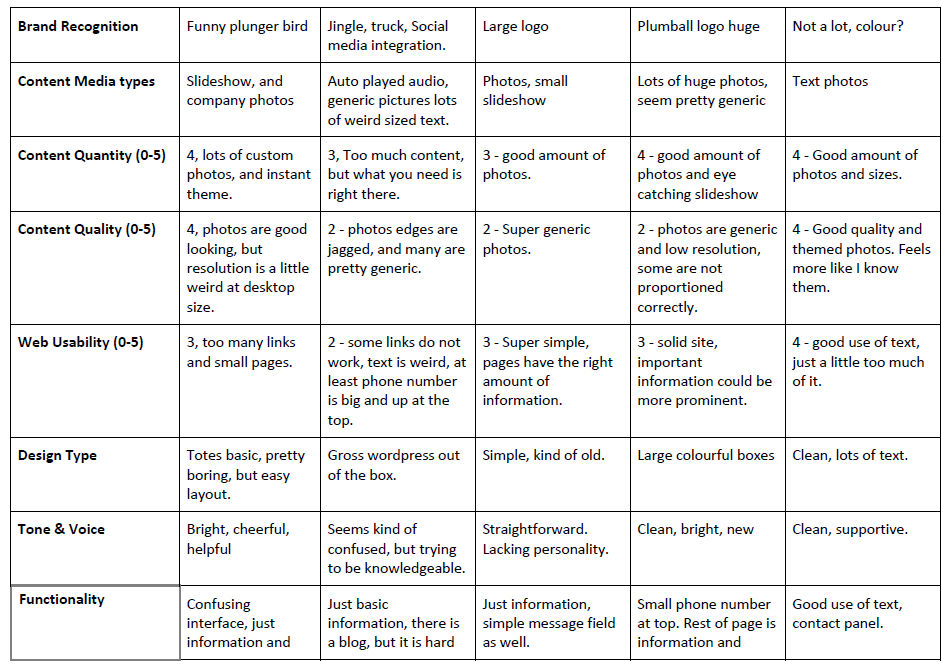 Brand Recognition
Funny plunger bird
Jingle, truck, Social
media integration.
Large logo
Plumball logo huge
Not a lot, colour?
Content Media types
Slideshow, and
company photos
Auto played audio,
generic pictures lots
of weird sized text.
Photos, small
slideshow
Lots of huge photos,
seem pretty generic
Text photos
Content Quantity (0-5)
4, lots of custom
photos, and instant
theme.
3, Too much content,
but what you need is
right there.
3 - good amount of
photos.
4 - good amount of
photos and eye
catching slideshow
4 - Good amount of
photos and sizes.
Content Quality (0-5)
4, photos are good
looking, but
resolution is a little
weird at desktop
size.
2 - photos edges are
jagged, and many are
pretty generic.
2 - Super generic
photos.
2 - photos are generic
and low resolution,
some are not
proportioned
correctly.
4 - Good quality and
themed photos. Feels
more like I know
them.
Web Usability (0-5)
3, too many links
and small pages.
2 - some links do not
work, text is weird, at
least phone number
is big and up at the
top.
3 - Super simple,
pages have the right
amount of
information.
3 - solid site,
important
information could be
more prominent.
4 - good use of text,
just a little too much
of it.
Design Type
Totes basic, pretty
boring, but easy
layout.
Gross wordpress out
of the box.
Simple, kind of old.
Large colourful boxes
Clean, lots of text.
Tone & Voice
Bright, cheerful,
helpful
Seems kind of
confused, but trying
to be knowledgeable.
Straightforward.
Lacking personality.
Clean, bright, new
Clean, supportive.
Functionality
Confusing
interface, just
information and
Just basic
information, there is
a blog, but it is hard
Just information,
simple message field
as well.
Small phone number
at top. Rest of page is
information and
Good use of text,
contact panel.